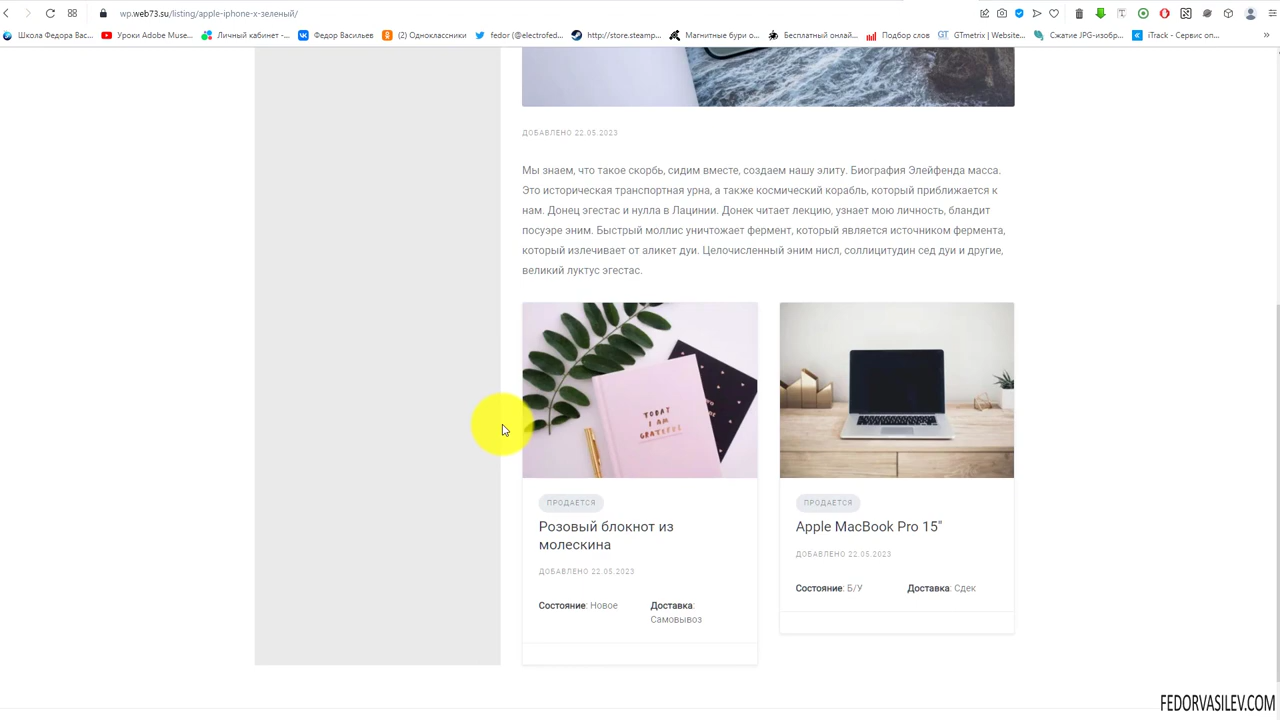 wp.web73.su/listing/apple-iphone-x-зеленый/
Школа Федора Вас... Уроки Adobe Muse... Личный кабинет -... Федор Васильев (2) Одноклассники fedor (@electrofed... http://store.steamp... Магнитные бури о... Бесплатный онлай... Подбор слов GT GTmetrix | Website... Сжатие JPG-изобр... iTrack - Сервис оп... »
ДОБАВЛЕНО 22.05.2023
Мы знаем, что такое скорбь, сидим вместе, создаем нашу элиту. Биография Элейфенда масса.
Это историческая транспортная урна, а также космический корабль, который приближается к
нам. Донец эгестас и нулла в Лацинии. Донек читает лекцию, узнает мою личность, бландит
посуэре эним. Быстрый моллис уничтожает фермент, который является источником фермента,
который излечивает от аликет дуи. Целочисленный эним нисл, соллицитудин сед дуи и другие,
великий луктус эгестас.
TODAY
I AM
GRATEFUL
ПРОДАЕТСЯ
Розовый блокнот из
молескина
ДОБАВЛЕНО 22.05.2023
Состояние: Новое
Доставка:
Самовывоз
ПРОДАЕТСЯ
Apple MacBook Pro 15"
ДОБАВЛЕНО 22.05.2023
Состояние: Б/У
Доставка: Сдек
FEDORVASILEV.COM